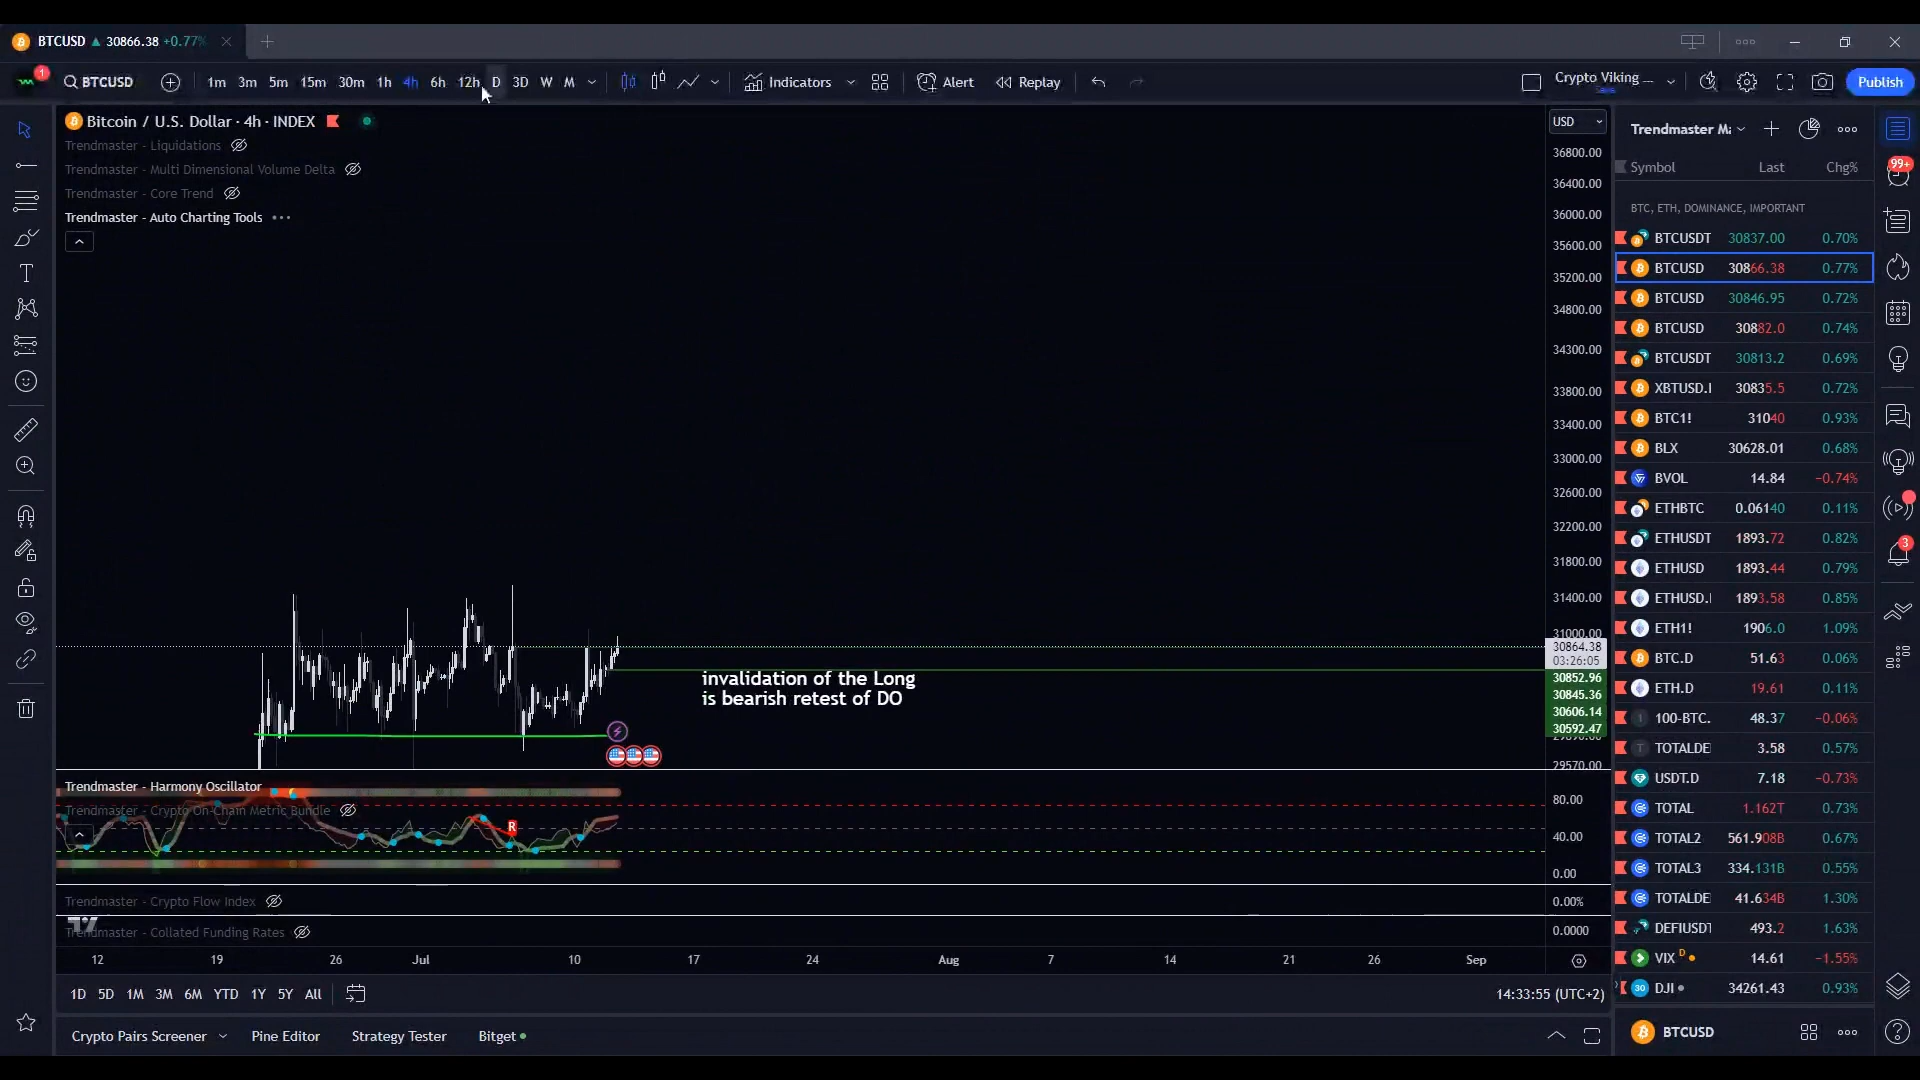 BTCUSD ▲ 30866.38 +0.77%
1 BTCUSD 1m 3m 5m 15m 30m 1h 4h 6h 12h D 3D W M Indicators Alert Replay Crypto Viking ... Save Publish
Bitcoin / U.S. Dollar · 4h · INDEX
Trendmaster - Liquidations
Trendmaster - Multi Dimensional Volume Delta
Trendmaster - Core Trend
Trendmaster - Auto Charting Tools
invalidation of the Long
is bearish retest of DO
USD
36800.00
36400.00
36000.00
35600.00
35200.00
34800.00
34300.00
33800.00
33400.00
33000.00
32600.00
32200.00
31800.00
31400.00
31000.00
30864.38
03:26:05
30852.96
30845.36
30606.14
30592.47
29570.00
Trendmaster - Harmony Oscillator
Trendmaster - Crypto On-Chain Metric Bundle
R
80.00
40.00
0.00
Trendmaster - Crypto Flow Index
0.00%
Trendmaster - Collated Funding Rates
0.0000
12 19 26 Jul 10 17 24 Aug 7 14 21 26 Sep
1D 5D 1M 3M 6M YTD 1Y 5Y All
14:33:55 (UTC+2)
Crypto Pairs Screener Pine Editor Strategy Tester Bitget
Trendmaster Ma
Symbol Last Chg%
BTC, ETH, DOMINANCE, IMPORTANT
BTCUSDT 30837.00 0.70%
BTCUSD 30866.38 0.77%
BTCUSD 30846.95 0.72%
BTCUSD 30882.0 0.74%
BTCUSDT 30813.2 0.69%
XBTUSD.I 30835.5 0.72%
BTC1! 31040 0.93%
BLX 30628.01 0.68%
BVOL 14.84 −0.74%
ETHBTC 0.06140 0.11%
ETHUSDT 1893.72 0.82%
ETHUSD 1893.44 0.79%
ETHUSD.I 1893.58 0.85%
ETH1! 1906.0 1.09%
BTC.D 51.63 0.06%
ETH.D 19.61 0.11%
100-BTC. 48.37 −0.06%
TOTALDE 3.58 0.57%
USDT.D 7.18 −0.73%
TOTAL 1.162T 0.73%
TOTAL2 561.908B 0.67%
TOTAL3 334.131B 0.55%
TOTALDE 41.634B 1.30%
DEFIUSDT 493.2 1.63%
VIX D 14.61 −1.55%
30 DJI 34261.43 0.93%
BTCUSD
99+
3